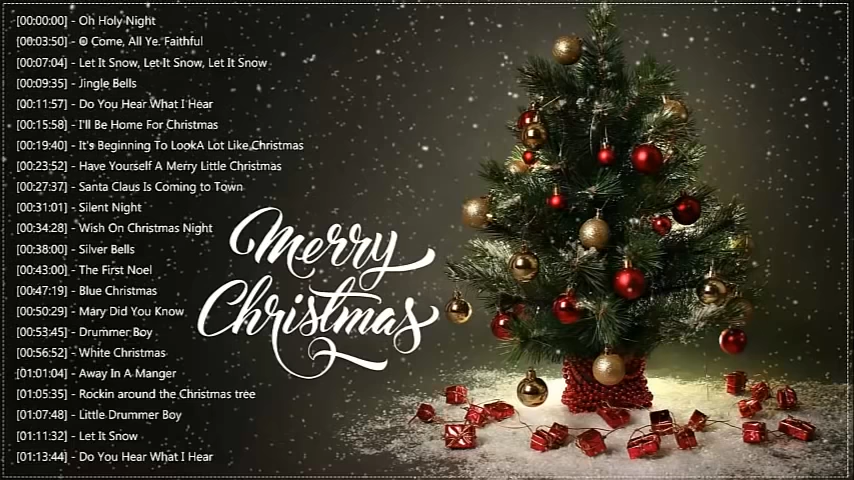 [00:00:00] - Oh Holy Night
[00:03:50] - O Come, All Ye. Faithful
[00:07:04] - Let It Snow, Let It Snow, Let It Snow
[00:09:35] - Jingle Bells
[00:11:57] - Do You Hear What I Hear
[00:15:58] - I'll Be Home For Christmas
[00:19:40] - It's Beginning To LookA Lot Like Christmas
[00:23:52] - Have Yourself A Merry Little Christmas
[00:27:37] - Santa Claus Is Coming to Town
[00:31:01] - Silent Night
[00:34:28] - Wish On Christmas Night
[00:38:00] - Silver Bells
[00:43:00] - The First Noel
[00:47:19] - Blue Christmas
[00:50:29] - Mary Did You Know
[00:53:45] - Drummer Boy
[00:56:52] - White Christmas
[01:01:04] - Away In A Manger
[01:05:35] - Rockin around the Christmas tree
[01:07:48] - Little Drummer Boy
[01:11:32] - Let It Snow
[01:13:44] - Do You Hear What I Hear
Merry
Christmas